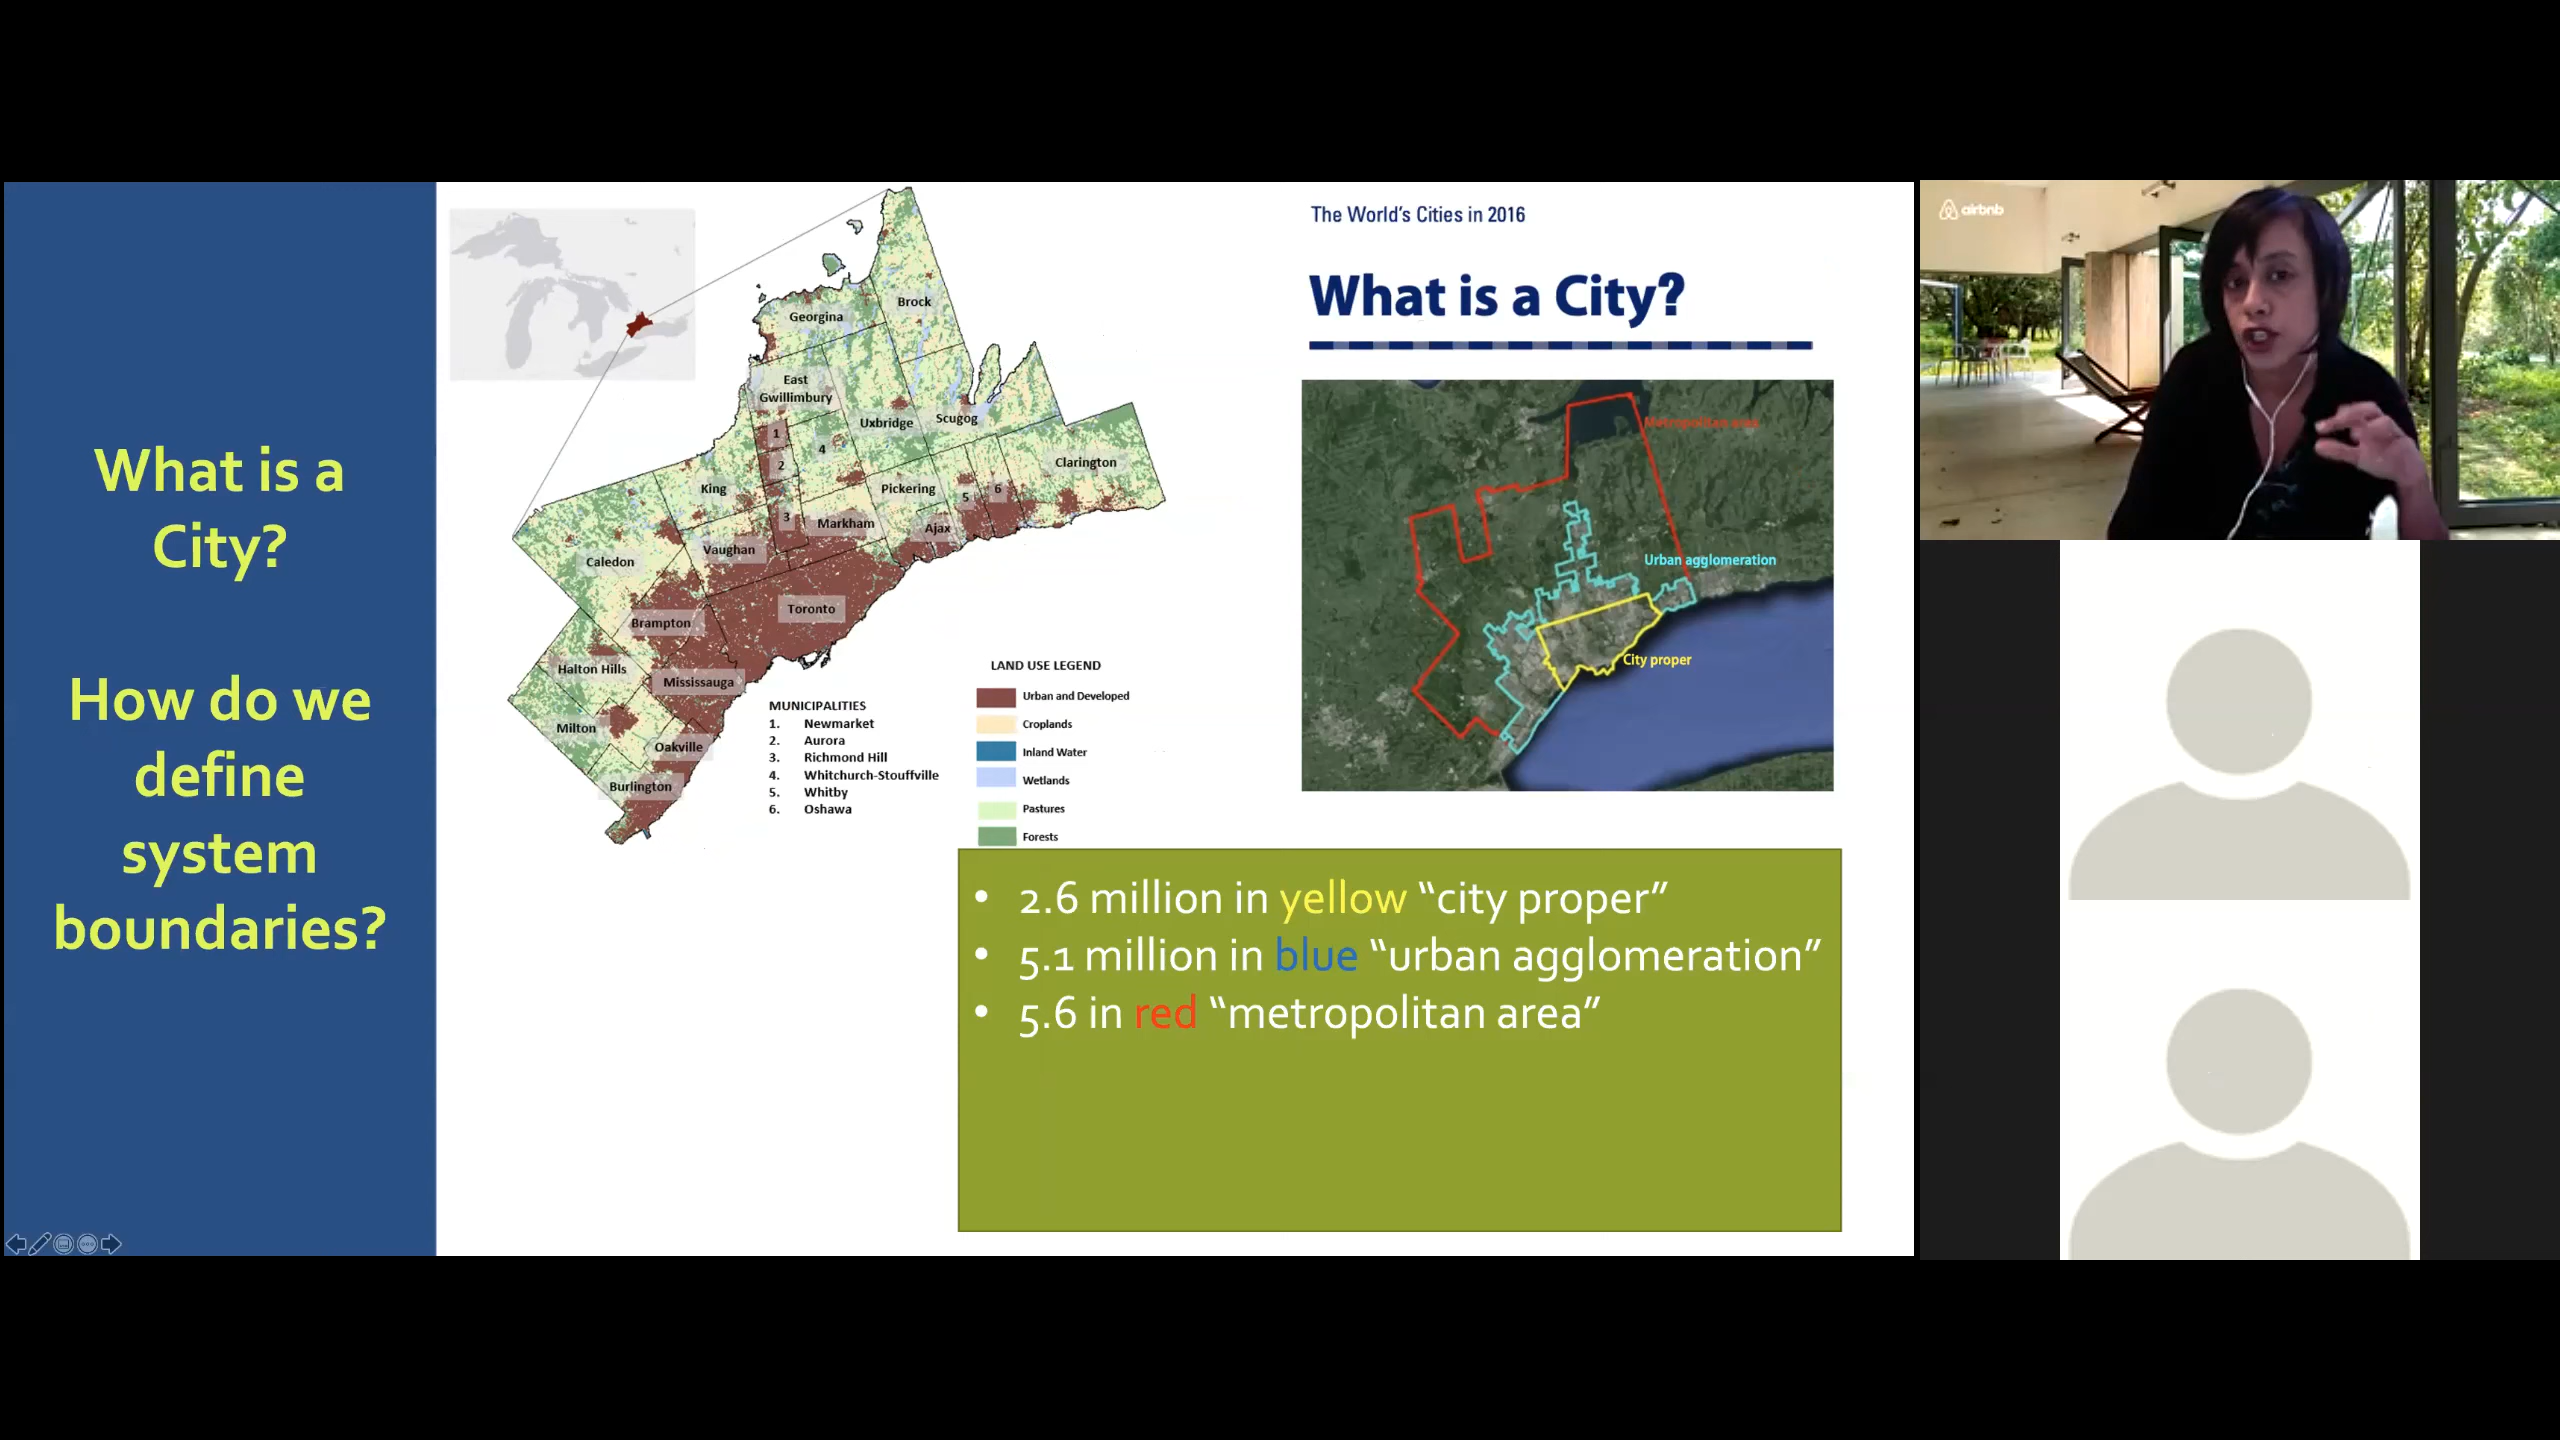 What is a
City?
How do we
define
system
boundaries?
Brock
Georgina
East
Gwillimbury
Uxbridge
Scugog
1
4
2
Clarington
King
Pickering
5
6
3
Markham
Ajax
Vaughan
Caledon
Toronto
Brampton
Halton Hills
Mississauga
Milton
Oakville
Burlington
MUNICIPALITIES
1. Newmarket
2. Aurora
3. Richmond Hill
4. Whitchurch-Stouffville
5. Whitby
6. Oshawa
LAND USE LEGEND
Urban and Developed
Croplands
Inland Water
Wetlands
Pastures
Forests
The World's Cities in 2016
What is a City?
Metropolitan area
Urban agglomeration
City proper
• 2.6 million in yellow “city proper”
• 5.1 million in blue “urban agglomeration”
• 5.6 in red “metropolitan area”
airbnb